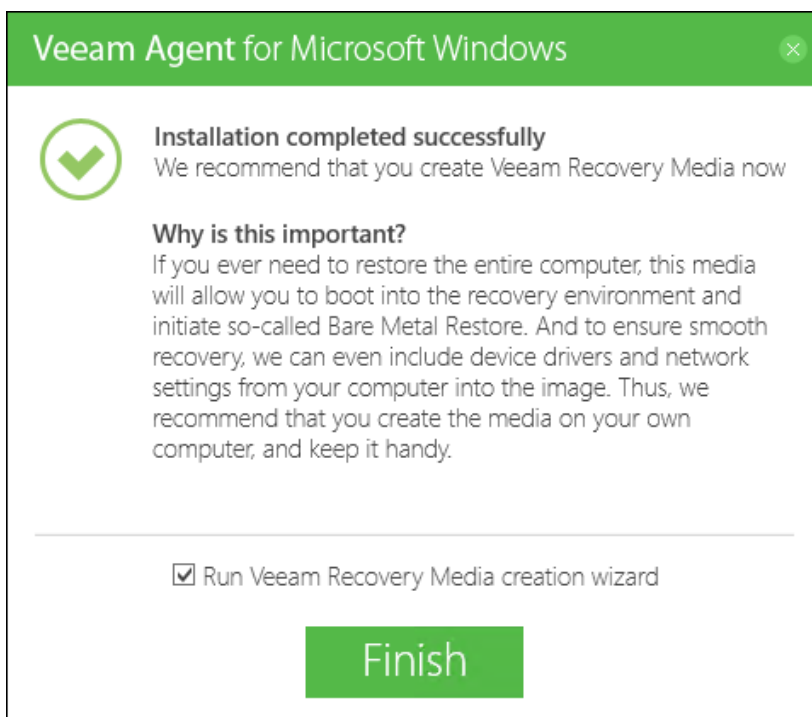 Veeam Agent for Microsoft Windows
Installation completed successfully
We recommend that you create Veeam Recovery Media now
Why is this important?
If you ever need to restore the entire computer, this media
will allow you to boot into the recovery environment and
initiate so-called Bare Metal Restore. And to ensure smooth
recovery, we can even include device drivers and network
settings from your computer into the image. Thus, we
recommend that you create the media on your own
computer, and keep it handy.
Run Veeam Recovery Media creation wizard
Finish